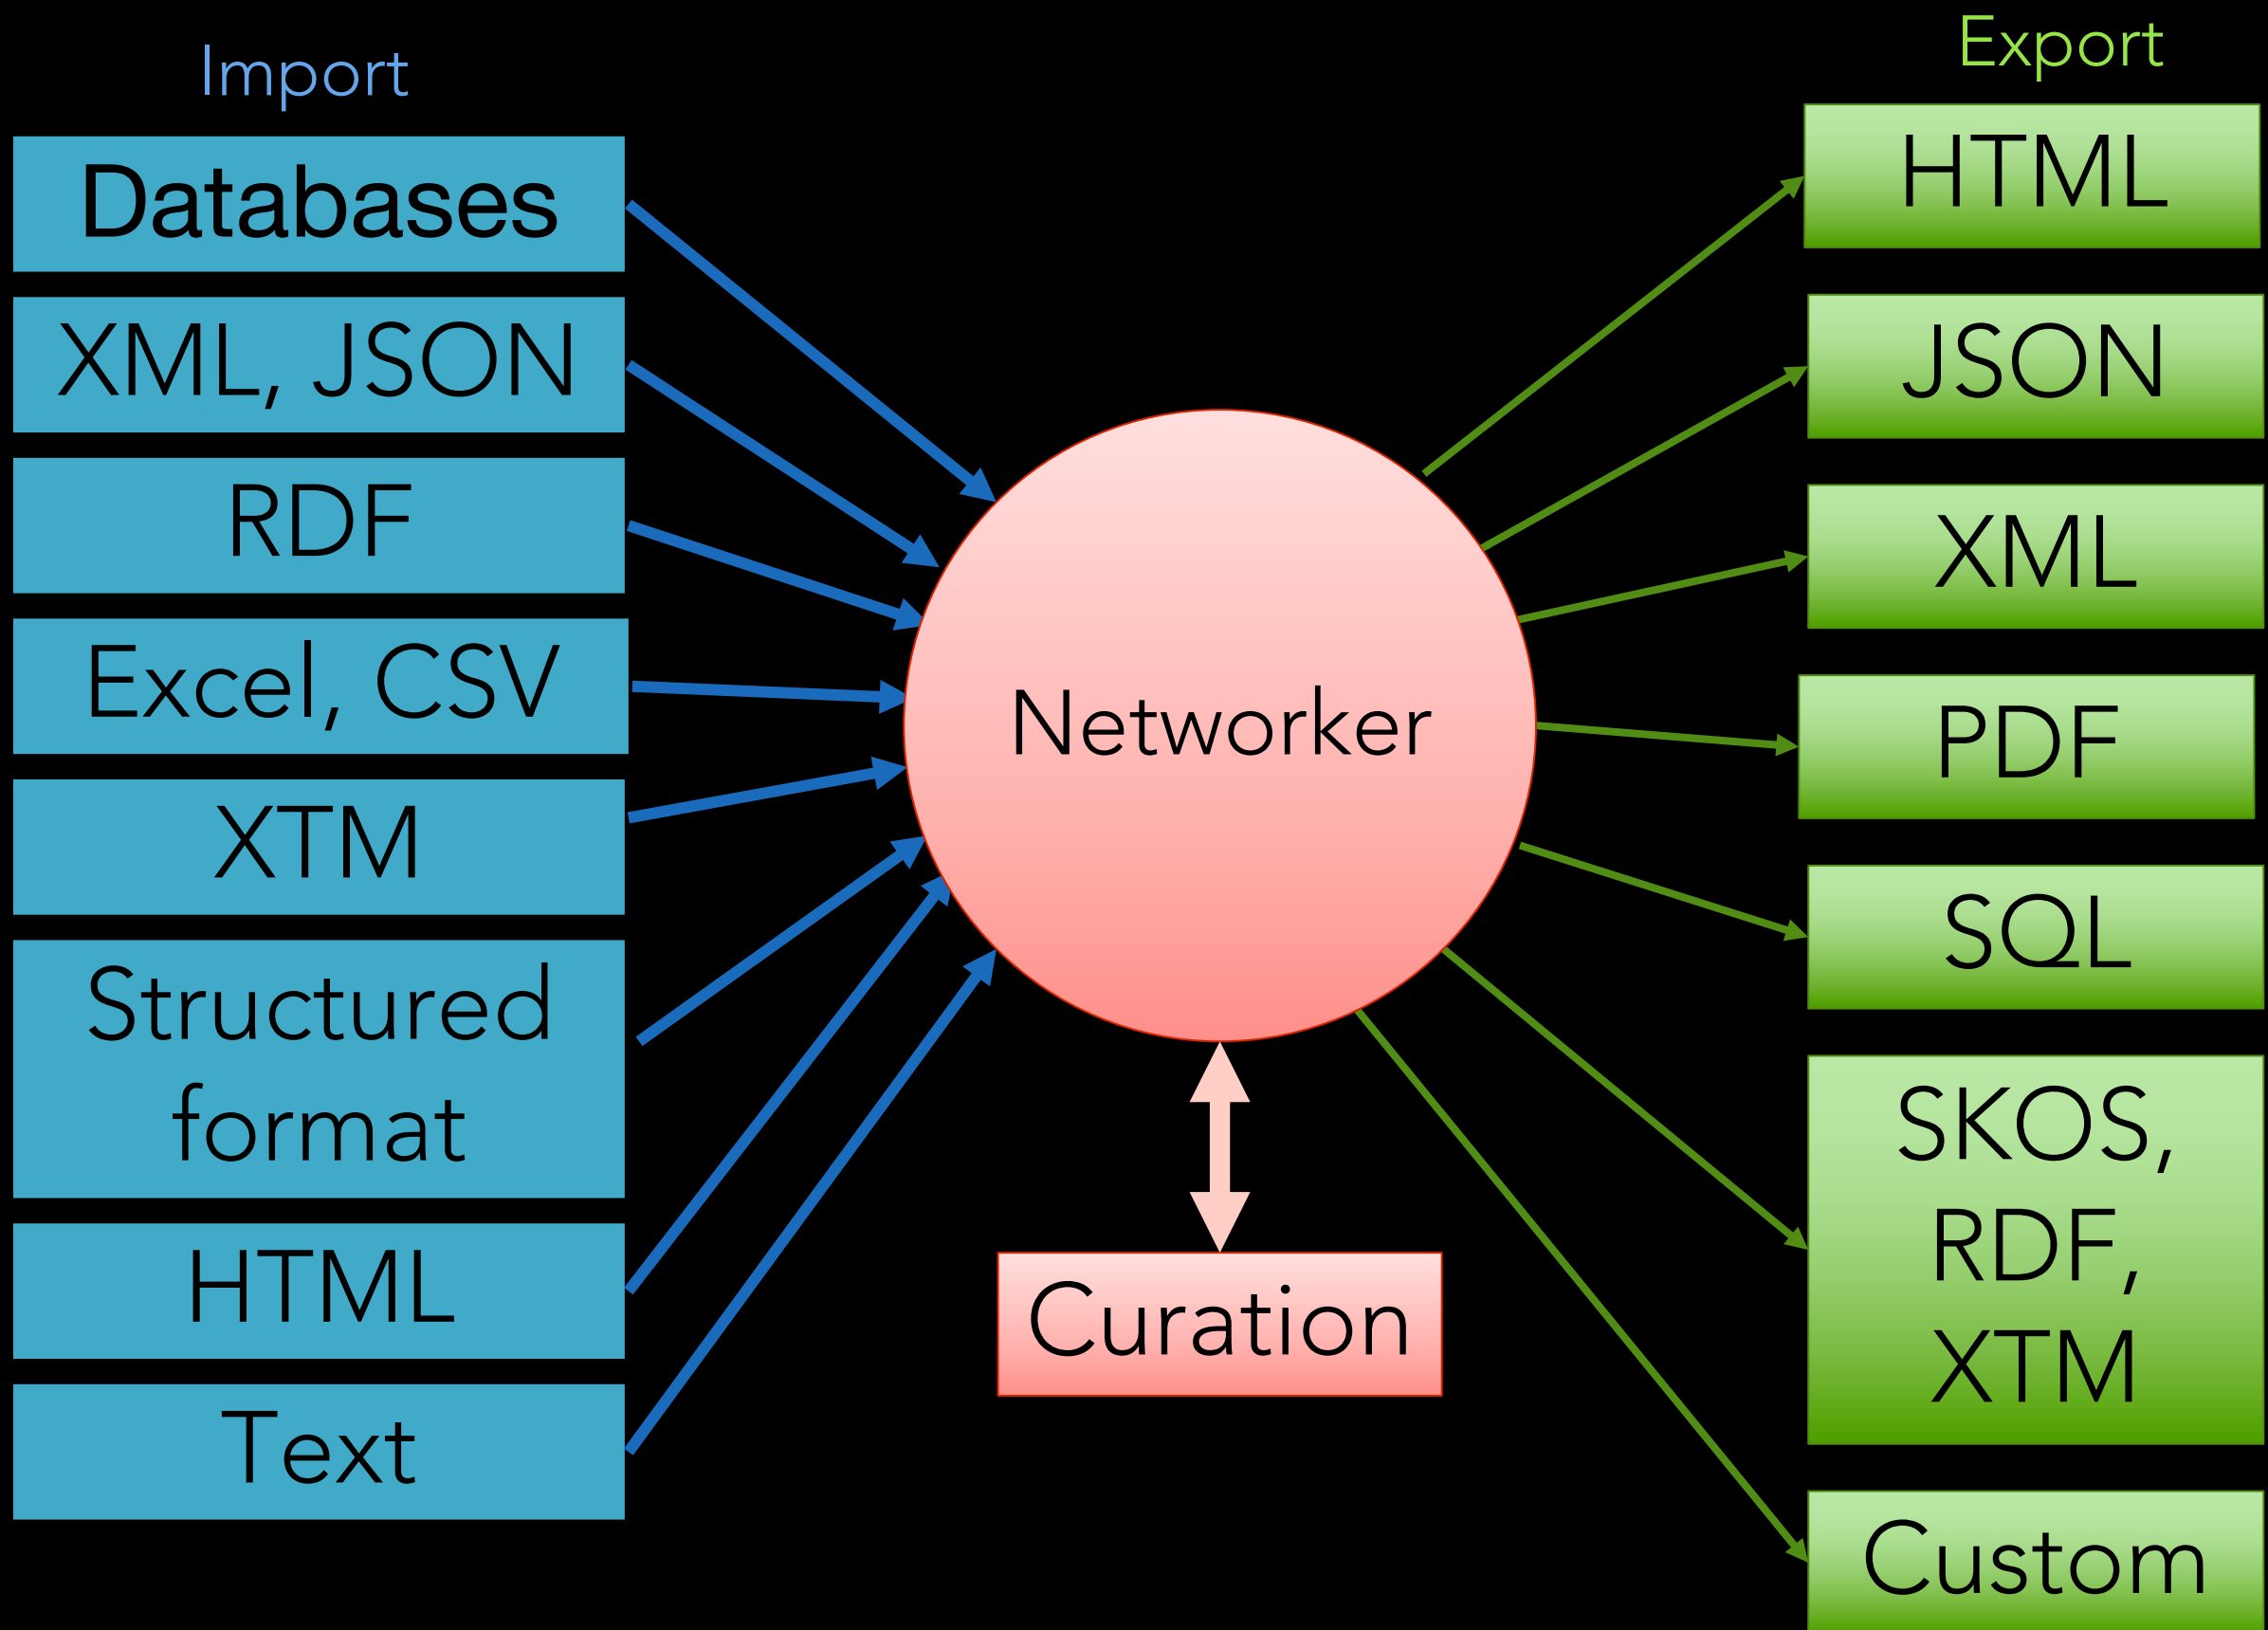 Import
Databases
XML, JSON
RDF
Excel, CSV
XTM
Structured
format
HTML
Text
Networker
Curation
Export
HTML
JSON
XML
PDF
SQL
SKOS,
RDF,
XTM
Custom